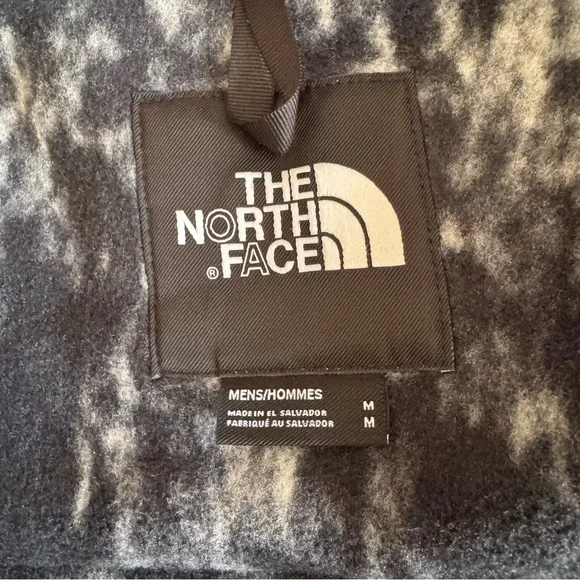 THE
NORTH
® FACE
MENS/HOMMES
MADE IN EL SALVADOR M
FABRIQUÉ AU SALVADOR M